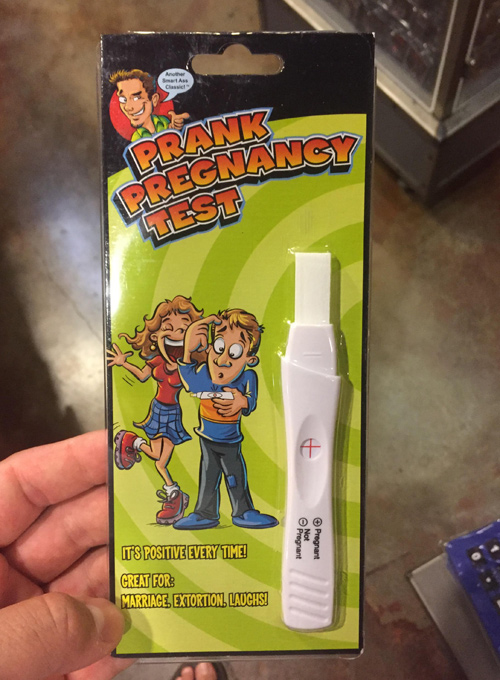 Another
Smart Ass
Classic!™
PRANK
PREGNANCY
TEST
⊕ Pregnant
⊖ Not
Pregnant
IT'S POSITIVE EVERY TIME!
GREAT FOR:
MARRIAGE, EXTORTION, LAUGHS!